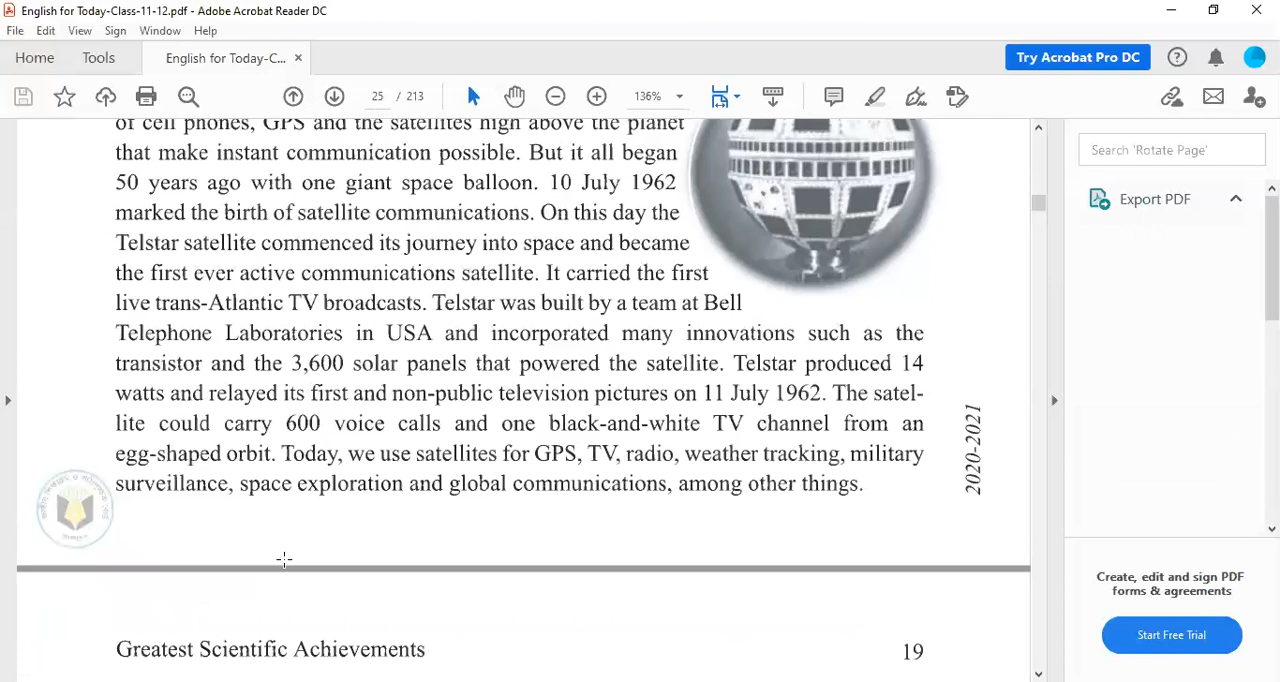 English for Today-Class-11-12.pdf - Adobe Acrobat Reader DC
File Edit View Sign Window Help
Home Tools English for Today-C... ×
Try Acrobat Pro DC
25 / 213 136%
Search 'Rotate Page'
Export PDF
of cell phones, GPS and the satellites high above the planet
that make instant communication possible. But it all began
50 years ago with one giant space balloon. 10 July 1962
marked the birth of satellite communications. On this day the
Telstar satellite commenced its journey into space and became
the first ever active communications satellite. It carried the first
live trans-Atlantic TV broadcasts. Telstar was built by a team at Bell
Telephone Laboratories in USA and incorporated many innovations such as the
transistor and the 3,600 solar panels that powered the satellite. Telstar produced 14
watts and relayed its first and non-public television pictures on 11 July 1962. The satel-
lite could carry 600 voice calls and one black-and-white TV channel from an
egg-shaped orbit. Today, we use satellites for GPS, TV, radio, weather tracking, military
surveillance, space exploration and global communications, among other things.
2020-2021
Greatest Scientific Achievements 19
Create, edit and sign PDF
forms & agreements
Start Free Trial